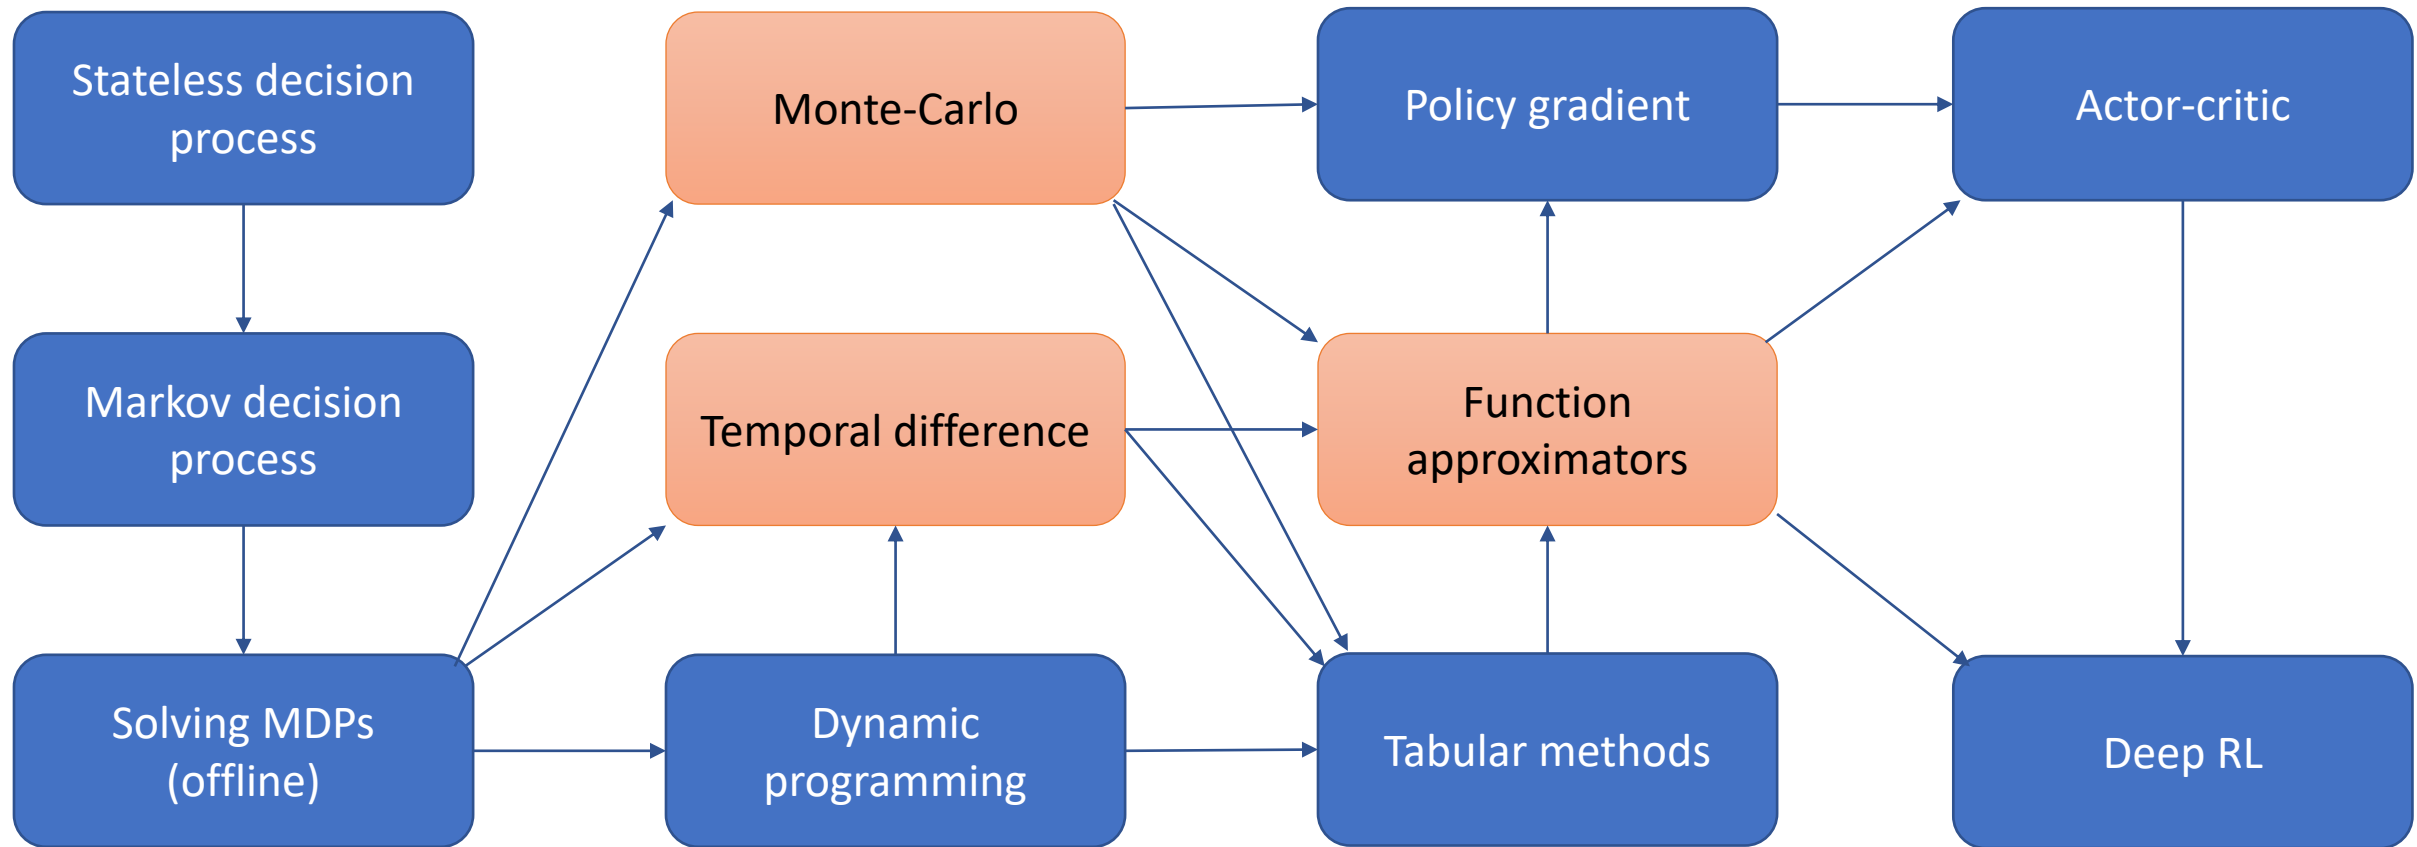 Stateless decision
process
Monte-Carlo
Policy gradient
Actor-critic
Markov decision
process
Temporal difference
Function
approximators
Solving MDPs
(offline)
Dynamic
programming
Tabular methods
Deep RL